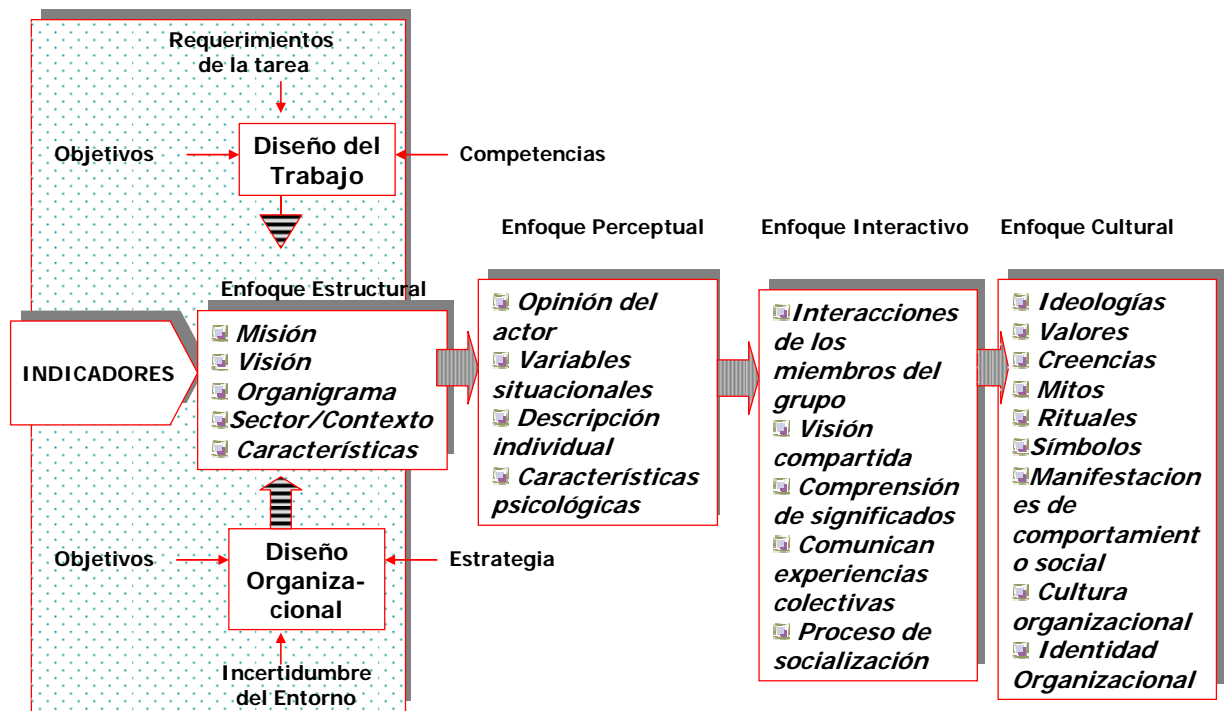 Requerimientos
de la tarea
Objetivos
Diseño del
Trabajo
Competencias
Enfoque Perceptual
Enfoque Interactivo
Enfoque Cultural
Enfoque Estructural
INDICADORES
Misión
Visión
Organigrama
Sector/Contexto
Características
Opinión del
actor
Variables
situacionales
Descripción
individual
Características
psicológicas
Interacciones
de los
miembros del
grupo
Visión
compartida
Comprensión
de significados
Comunican
experiencias
colectivas
Proceso de
socialización
Ideologías
Valores
Creencias
Mitos
Rituales
Símbolos
Manifestacion
es de
comportamient
o social
Cultura
organizacional
Identidad
Organizacional
Objetivos
Diseño
Organiza-
cional
Estrategia
Incertidumbre
del Entorno